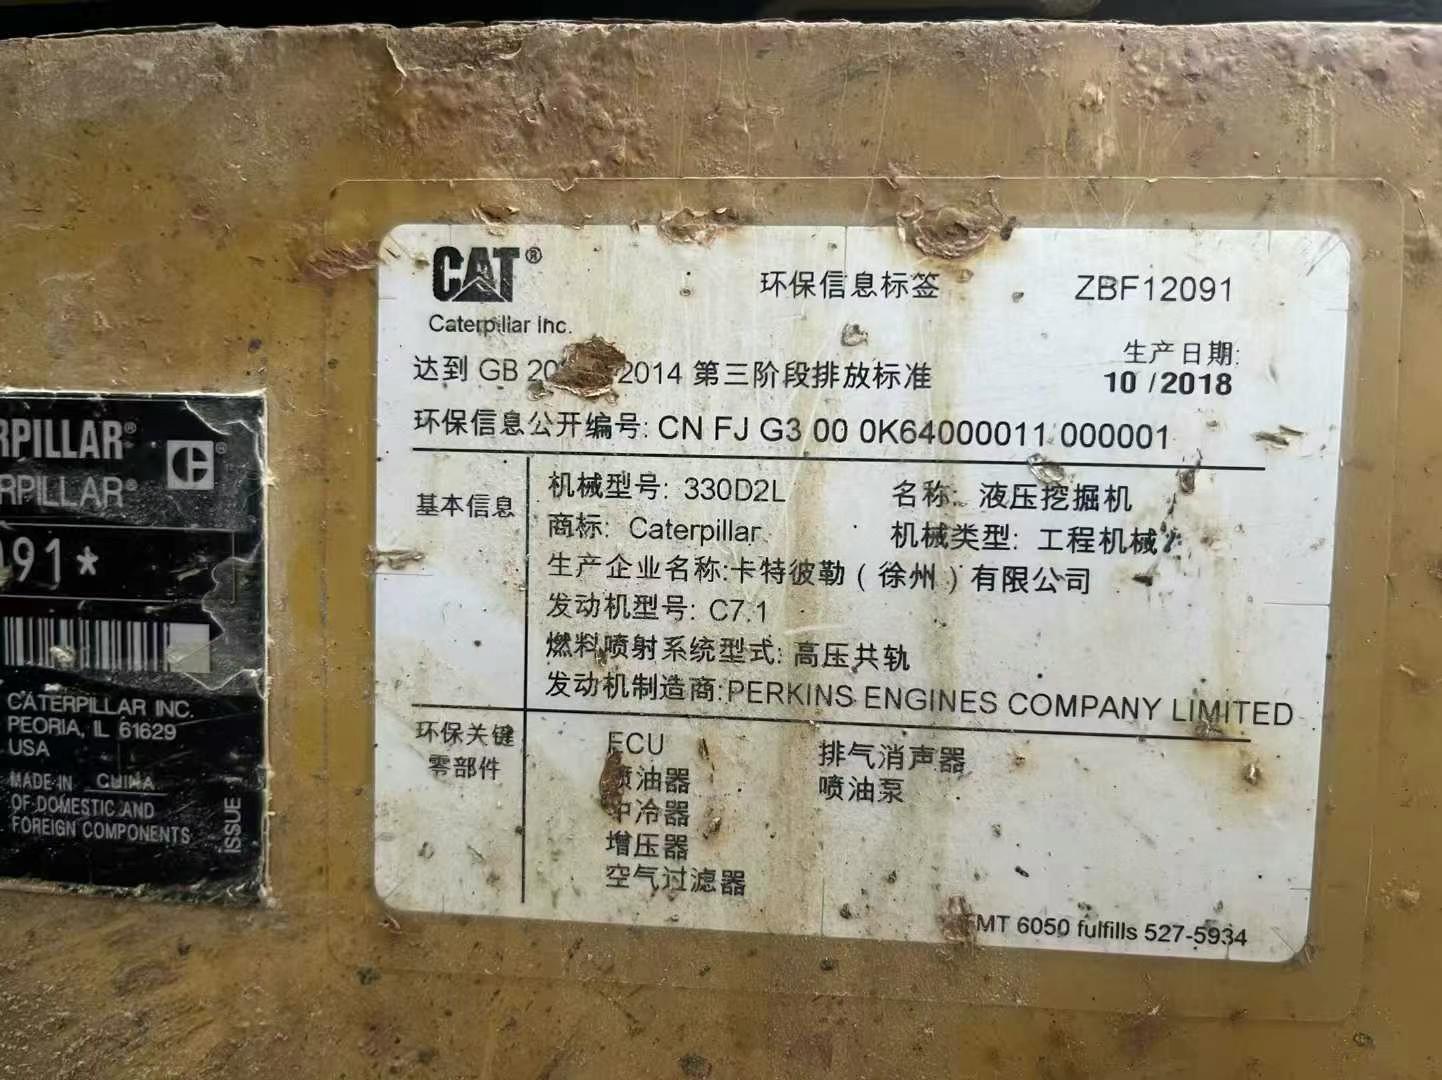 CAT®
Caterpillar Inc.
环保信息标签
ZBF12091
生产日期:
10 /2018
达到 GB 20 2014 第三阶段排放标准
环保信息公开编号: CN FJ G3 00 0K64000011 000001
基本信息
机械型号: 330D2L
名称: 液压挖掘机
商标: Caterpillar
机械类型: 工程机械
生产企业名称:卡特彼勒(徐州)有限公司
发动机型号: C7.1
燃料喷射系统型式: 高压共轨
发动机制造商:PERKINS ENGINES COMPANY LIMITED
环保关键
零部件
ECU
排气消声器
喷油器
喷油泵
中冷器
增压器
空气过滤器
FMT 6050 fulfills 527-5934
RPILLAR®
RPILLAR®
091*
CATERPILLAR INC.
PEORIA, IL 61629
USA
MADE IN CHINA
OF DOMESTIC AND
FOREIGN COMPONENTS
ISSUE 1